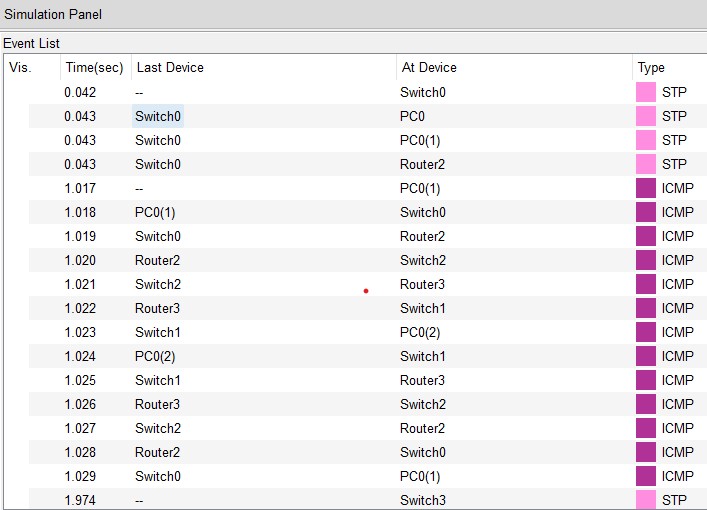 Simulation Panel
Event List
Vis. Time(sec) Last Device At Device Type
0.042 -- Switch0 STP
0.043 Switch0 PC0 STP
0.043 Switch0 PC0(1) STP
0.043 Switch0 Router2 STP
1.017 -- PC0(1) ICMP
1.018 PC0(1) Switch0 ICMP
1.019 Switch0 Router2 ICMP
1.020 Router2 Switch2 ICMP
1.021 Switch2 Router3 ICMP
1.022 Router3 Switch1 ICMP
1.023 Switch1 PC0(2) ICMP
1.024 PC0(2) Switch1 ICMP
1.025 Switch1 Router3 ICMP
1.026 Router3 Switch2 ICMP
1.027 Switch2 Router2 ICMP
1.028 Router2 Switch0 ICMP
1.029 Switch0 PC0(1) ICMP
1.974 -- Switch3 STP